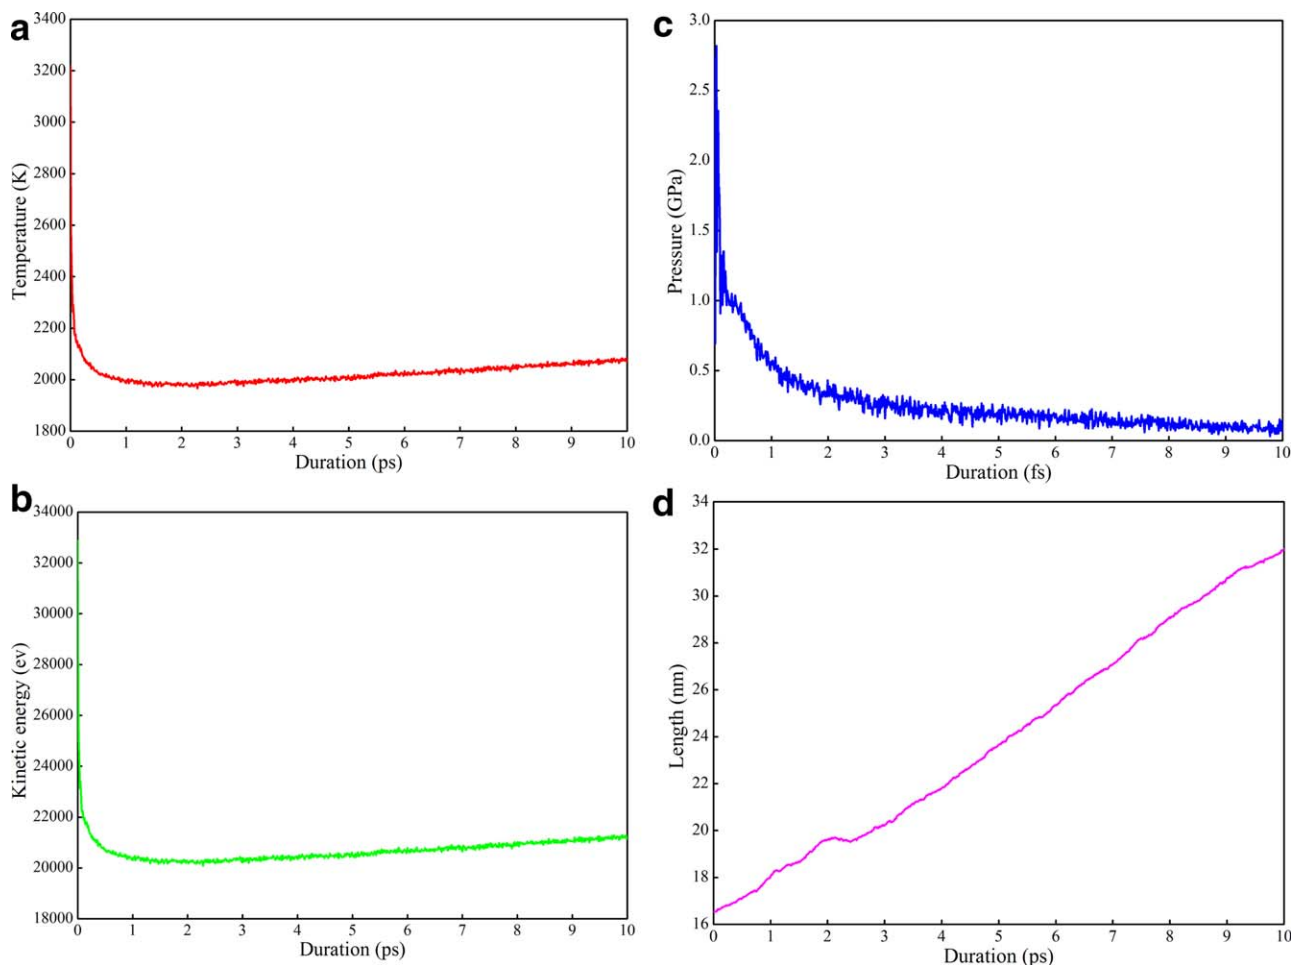 a
3400
3200
3000
2800
2600
2400
2200
2000
1800
Temperature (K)
0 1 2 3 4 5 6 7 8 9 10
Duration (ps)
b
34000
32000
30000
28000
26000
24000
22000
20000
18000
Kinetic energy (ev)
0 1 2 3 4 5 6 7 8 9 10
Duration (ps)
c
3.0
2.5
2.0
1.5
1.0
0.5
0.0
Pressure (GPa)
0 1 2 3 4 5 6 7 8 9 10
Duration (fs)
d
34
32
30
28
26
24
22
20
18
16
Length (nm)
0 1 2 3 4 5 6 7 8 9 10
Duration (ps)